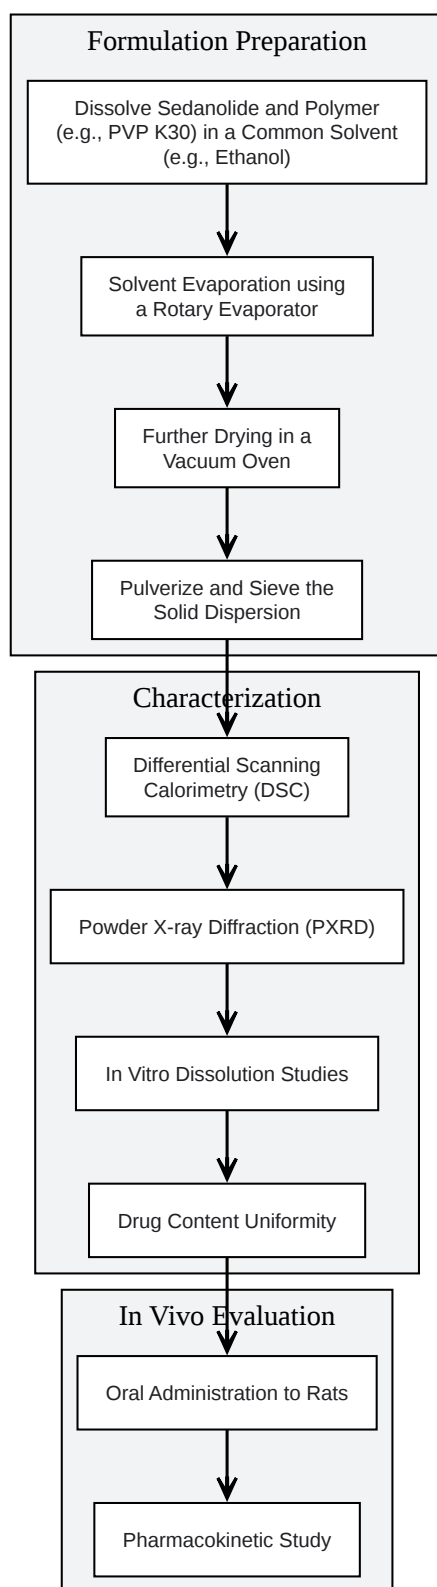 Formulation Preparation
Dissolve Sedanolide and Polymer
(e.g., PVP K30) in a Common Solvent
(e.g., Ethanol)
Solvent Evaporation using
a Rotary Evaporator
Further Drying in a
Vacuum Oven
Pulverize and Sieve the
Solid Dispersion
Characterization
Differential Scanning
Calorimetry (DSC)
Powder X-ray Diffraction (PXRD)
In Vitro Dissolution Studies
Drug Content Uniformity
In Vivo Evaluation
Oral Administration to Rats
Pharmacokinetic Study